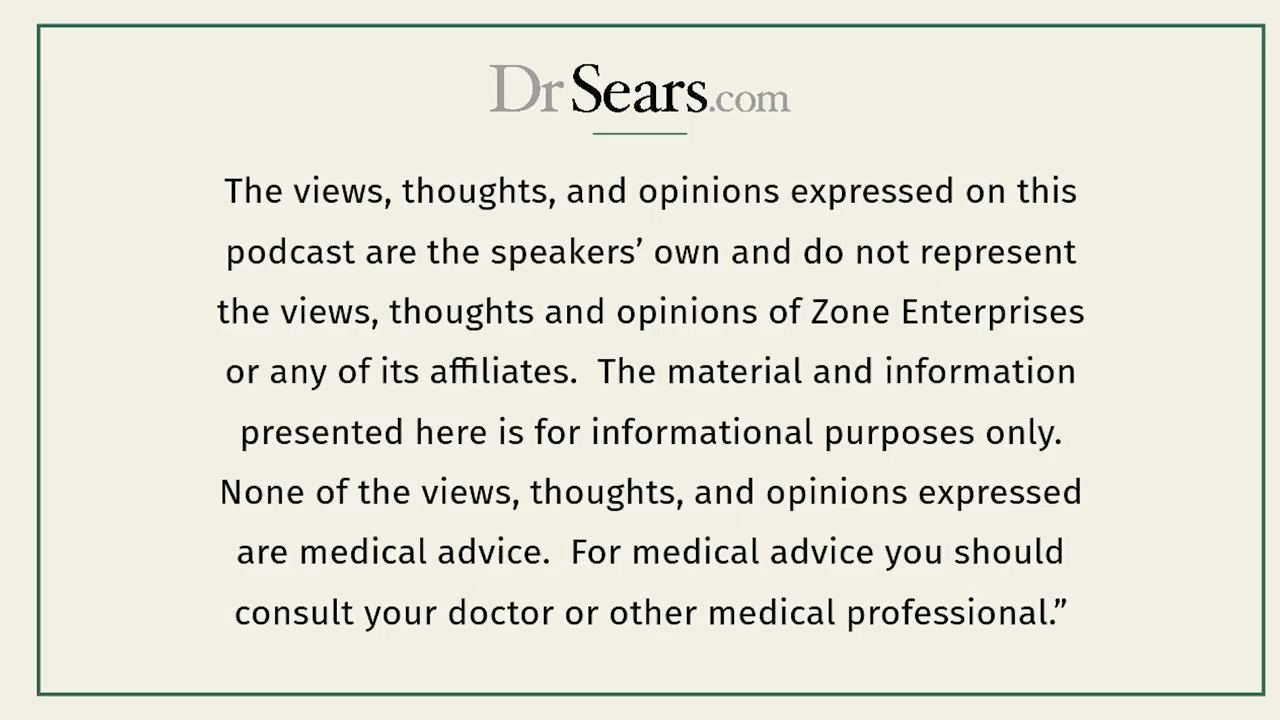 DrSears.com
The views, thoughts, and opinions expressed on this
podcast are the speakers’ own and do not represent
the views, thoughts and opinions of Zone Enterprises
or any of its affiliates.  The material and information
presented here is for informational purposes only.
None of the views, thoughts, and opinions expressed
are medical advice.  For medical advice you should
consult your doctor or other medical professional.”